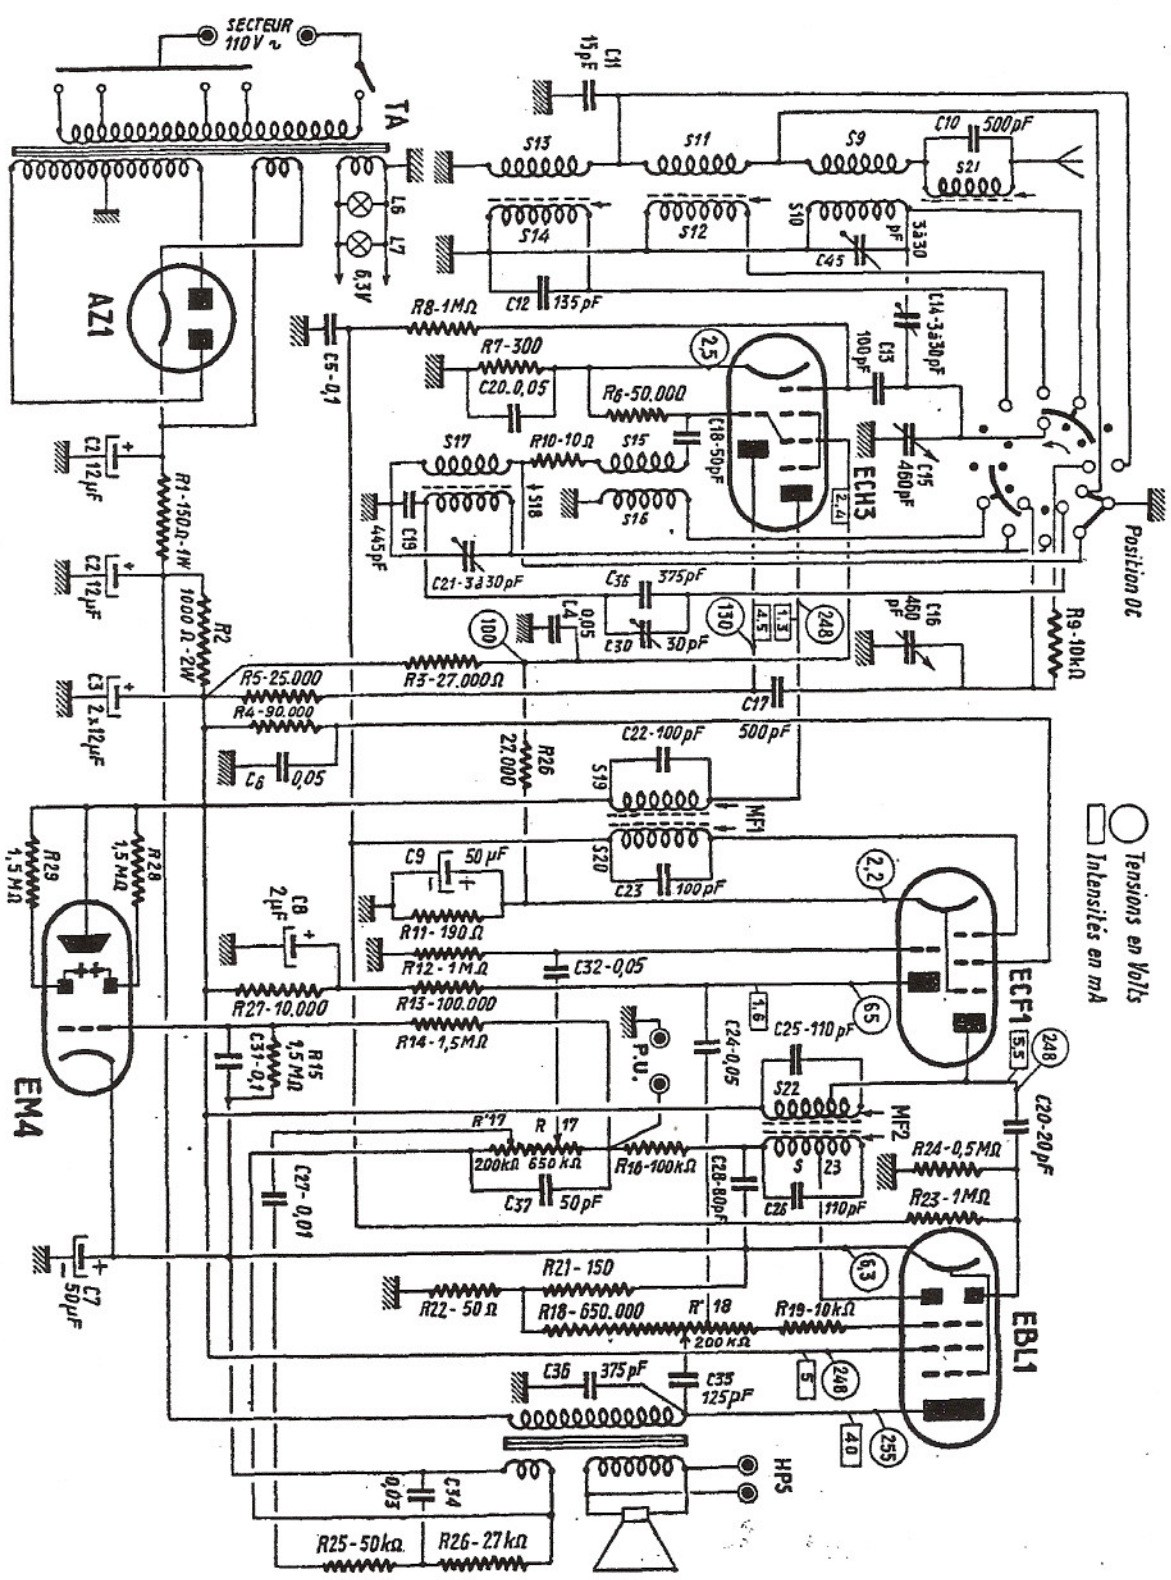 SECTEUR
110V ~
TA
C11
15pF
C10
500pF
S13
S11
S9
S21
S14
S12
S10
pF
3 à 30
C45
L6
L7
6,3V
C12
135pF
AZ1
R8-1MΩ
C5-0,1
R7-300
C20-0,05
2,5
C13
100pF
C14-3à30pF
R6-50.000
C18-50pF
ECH3
2,4
C15
460pF
Position OC
S17
R10-10Ω
S15
S18
S16
C19
445pF
C21-3à30pF
C2
12µF
R1-150Ω-1W
C36
375pF
C30
30pF
C4
0,05
130
4.5
1.3
248
C16
460
pF
R9-10kΩ
C2
12µF
R2
1000Ω-2W
100
R3-27.000Ω
R5-25.000
R4-90.000
C17
500pF
C3
2x12µF
C6
0,05
R26
27.000
C22-100pF
S19
MF1
S20
C23
100pF
Tensions en Volts
Intensités en mA
R29
1,5MΩ
R28
1,5MΩ
C9
50µF
2,2
ECF1
R11-190Ω
C8
2µF
R12-1MΩ
C32-0,05
R27-10.000
R13-100.000
R14-1,5MΩ
1.6
65
EM4
C31-0,1
R15
1,5MΩ
P.U.
C24-0,05
C25-110pF
5,5
248
S22
MF2
C20-20pF
R'17
R 17
200kΩ
650kΩ
R16-100kΩ
S 23
R24-0,5MΩ
C27-0,01
C37
50pF
C28-80pF
C26
110pF
R23-1MΩ
C7
50µF
R21-150
6,3
R22-50Ω
R18-650.000
R'18
R19-10kΩ
200kΩ
EBL1
C36
375pF
C35
125pF
5
248
40
255
HPS
C34
0,03
R25-50kΩ
R26-27kΩ